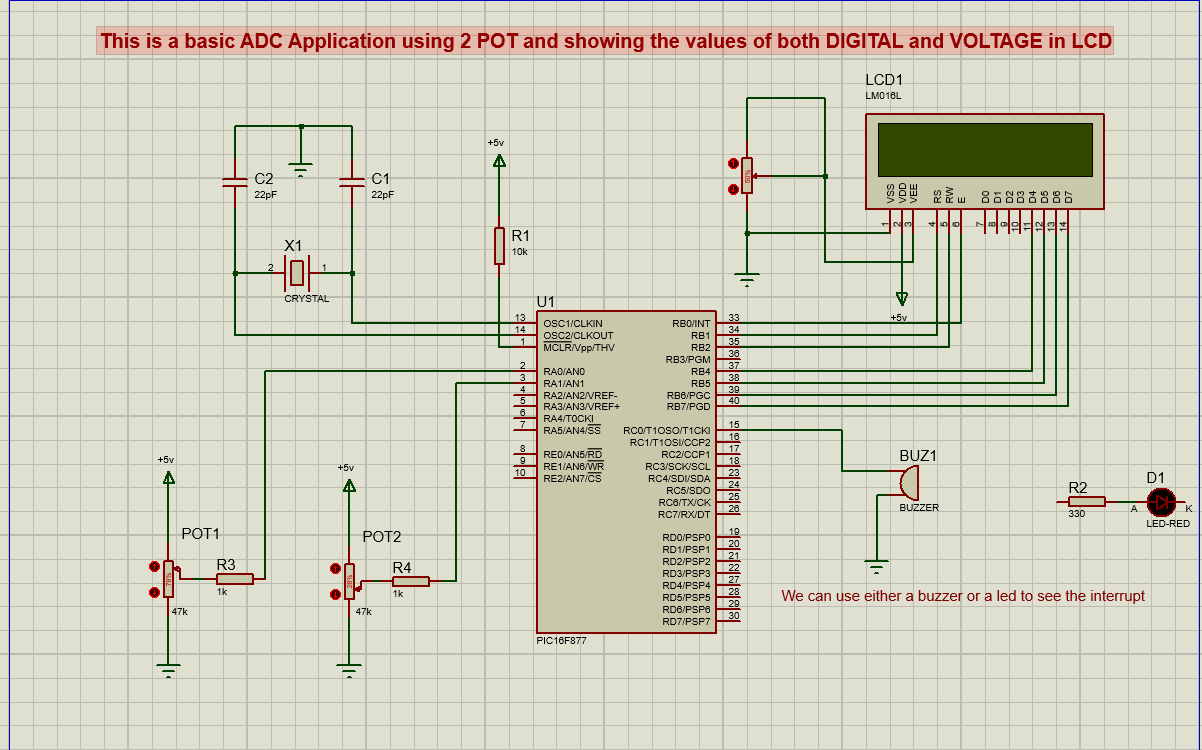 This is a basic ADC Application using 2 POT and showing the values of both DIGITAL and VOLTAGE in LCD
LCD1
LM016L
VSS
VDD
VEE
RS
RW
E
D0
D1
D2
D3
D4
D5
D6
D7
1
2
3
4
5
6
7
8
9
10
11
12
13
14
+5v
50%
C2
22pF
C1
22pF
X1
2
1
CRYSTAL
+5v
R1
10k
U1
13 OSC1/CLKIN
14 OSC2/CLKOUT
1 MCLR/Vpp/THV
2 RA0/AN0
3 RA1/AN1
4 RA2/AN2/VREF-
5 RA3/AN3/VREF+
6 RA4/T0CKI
7 RA5/AN4/SS
8 RE0/AN5/RD
9 RE1/AN6/WR
10 RE2/AN7/CS
RB0/INT 33
RB1 34
RB2 35
RB3/PGM 36
RB4 37
RB5 38
RB6/PGC 39
RB7/PGD 40
RC0/T1OSO/T1CKI 15
RC1/T1OSI/CCP2 16
RC2/CCP1 17
RC3/SCK/SCL 18
RC4/SDI/SDA 23
RC5/SDO 24
RC6/TX/CK 25
RC7/RX/DT 26
RD0/PSP0 19
RD1/PSP1 20
RD2/PSP2 21
RD3/PSP3 22
RD4/PSP4 27
RD5/PSP5 28
RD6/PSP6 29
RD7/PSP7 30
PIC16F877
+5v
POT1
47k
R3
1k
+5v
POT2
47k
R4
1k
BUZ1
BUZZER
R2
330
D1
A
K
LED-RED
We can use either a buzzer or a led to see the interrupt